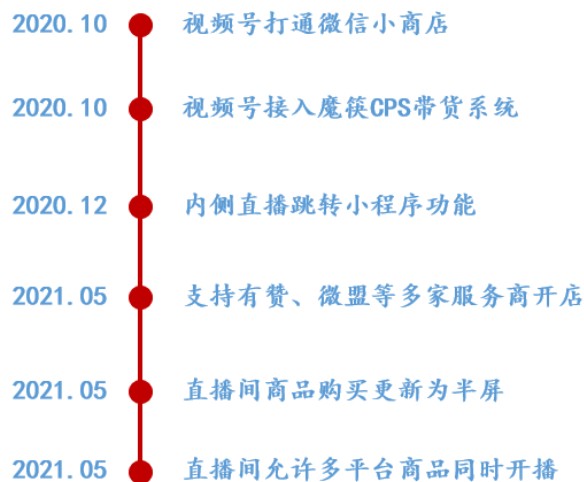 2020.10 视频号打通微信小商店
2020.10 视频号接入魔筷CPS带货系统
2020.12 内侧直播跳转小程序功能
2021.05 支持有赞、微盟等多家服务商开店
2021.05 直播间商品购买更新为半屏
2021.05 直播间允许多平台商品同时开播